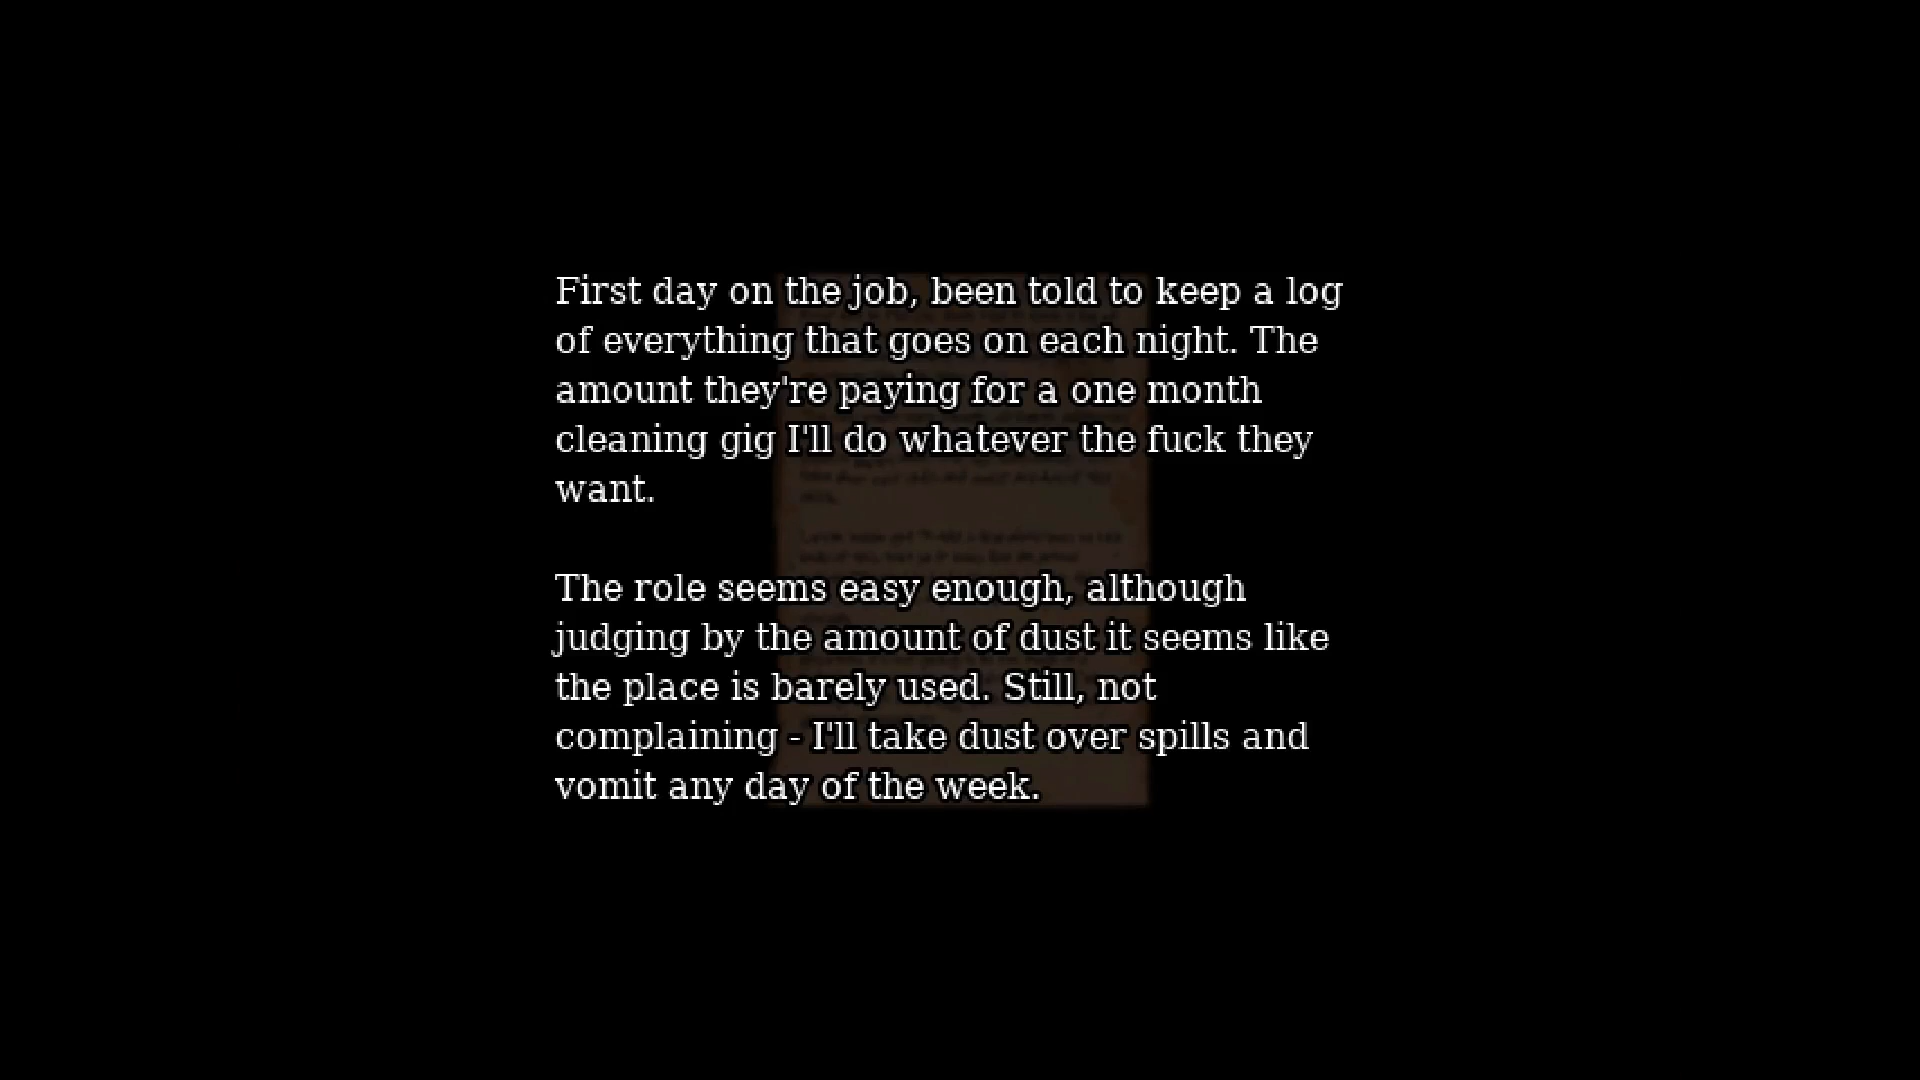 First day on the job, been told to keep a log
of everything that goes on each night. The
amount they're paying for a one month
cleaning gig I'll do whatever the fuck they
want.
The role seems easy enough, although
judging by the amount of dust it seems like
the place is barely used. Still, not
complaining - I'll take dust over spills and
vomit any day of the week.